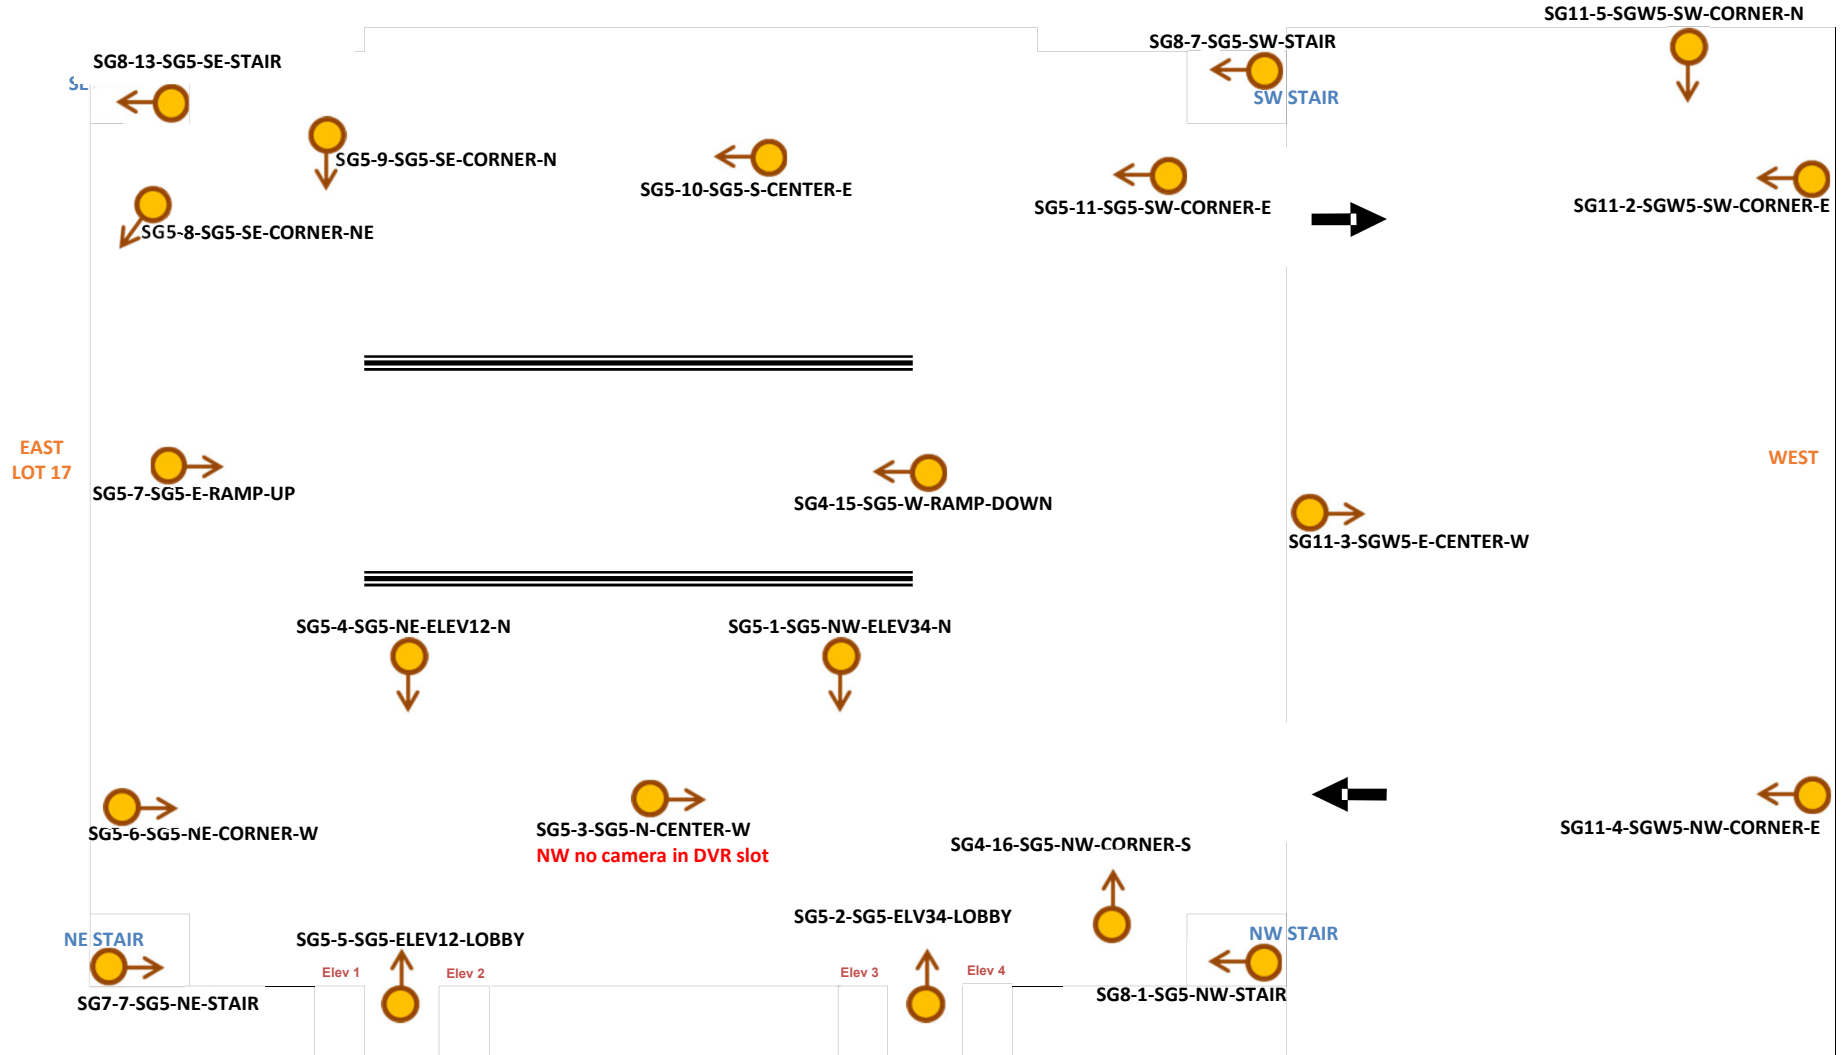 SG11-5-SGW5-SW-CORNER-N
SG8-7-SG5-SW-STAIR
SG8-13-SG5-SE-STAIR
SW STAIR
SG5-9-SG5-SE-CORNER-N
SG5-10-SG5-S-CENTER-E
SG5-11-SG5-SW-CORNER-E
SG11-2-SGW5-SW-CORNER-E
SG5-8-SG5-SE-CORNER-NE
EAST
LOT 17
WEST
SG5-7-SG5-E-RAMP-UP
SG4-15-SG5-W-RAMP-DOWN
SG11-3-SGW5-E-CENTER-W
SG5-4-SG5-NE-ELEV12-N
SG5-1-SG5-NW-ELEV34-N
SG5-6-SG5-NE-CORNER-W
SG5-3-SG5-N-CENTER-W
NW no camera in DVR slot
SG11-4-SGW5-NW-CORNER-E
SG4-16-SG5-NW-CORNER-S
SG5-2-SG5-ELV34-LOBBY
NE STAIR
SG5-5-SG5-ELEV12-LOBBY
NW STAIR
Elev 1
Elev 2
Elev 3
Elev 4
SG7-7-SG5-NE-STAIR
SG8-1-SG5-NW-STAIR